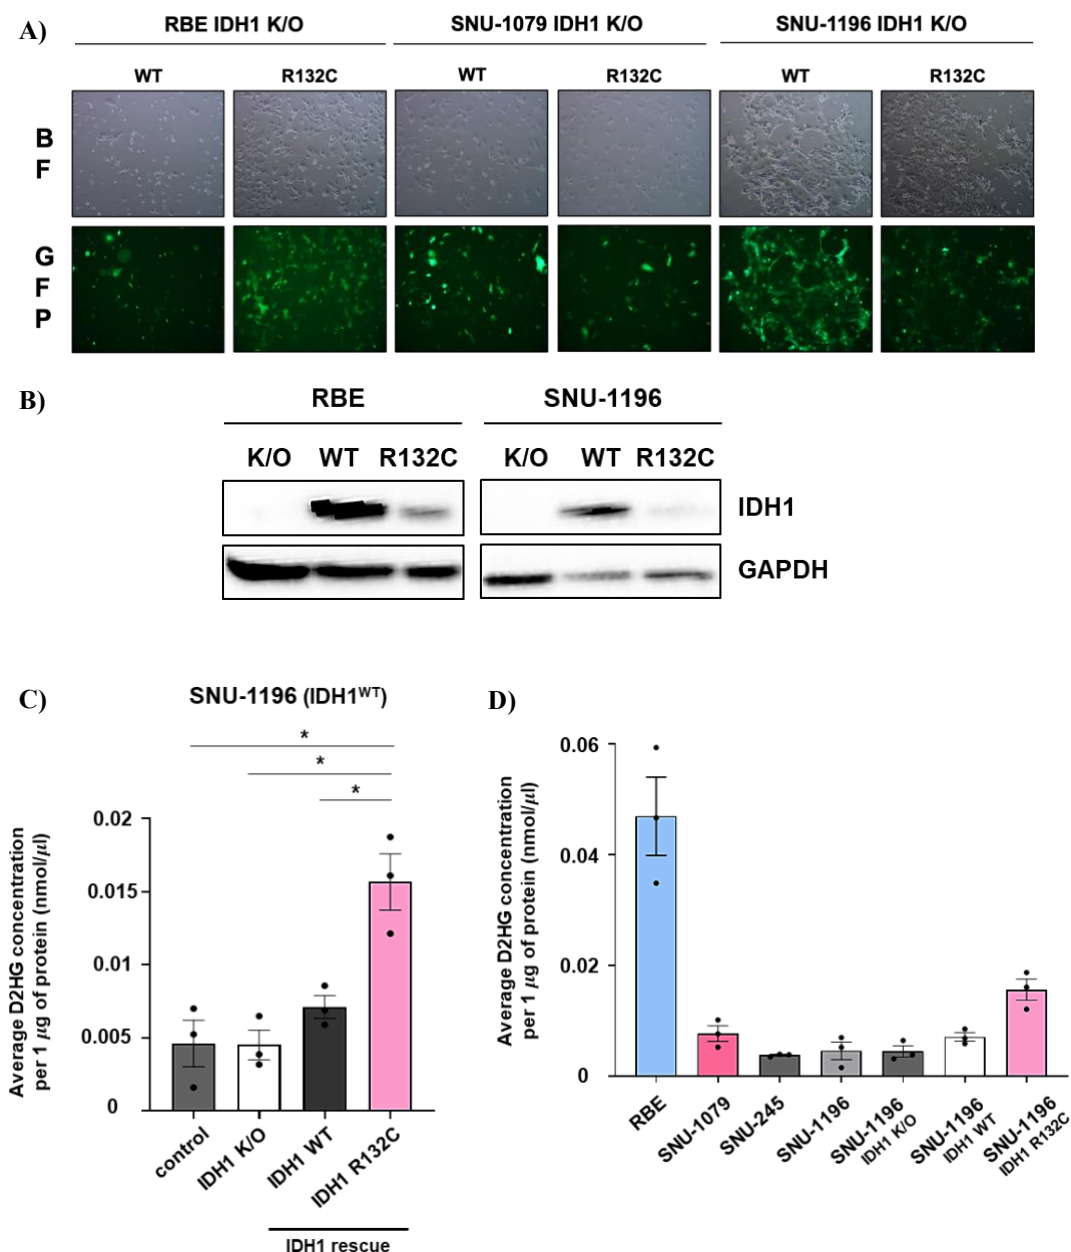 A)
RBE IDH1 K/O SNU-1079 IDH1 K/O SNU-1196 IDH1 K/O
WT R132C WT R132C WT R132C
B
F
G
F
P
B)
RBE SNU-1196
K/O WT R132C K/O WT R132C
IDH1
GAPDH
C)
SNU-1196 (IDH1WT)
*
*
*
Average D2HG concentration
per 1 µg of protein (nmol/µl)
0.02
0.015
0.01
0.005
0
control
IDH1 K/O
IDH1 WT
IDH1 R132C
IDH1 rescue
D)
Average D2HG concentration
per 1 µg of protein (nmol/µl)
0.06
0.04
0.02
0
RBE
SNU-1079
SNU-245
SNU-1196
SNU-1196
IDH1 K/O
SNU-1196
IDH1 WT
SNU-1196
IDH1 R132C